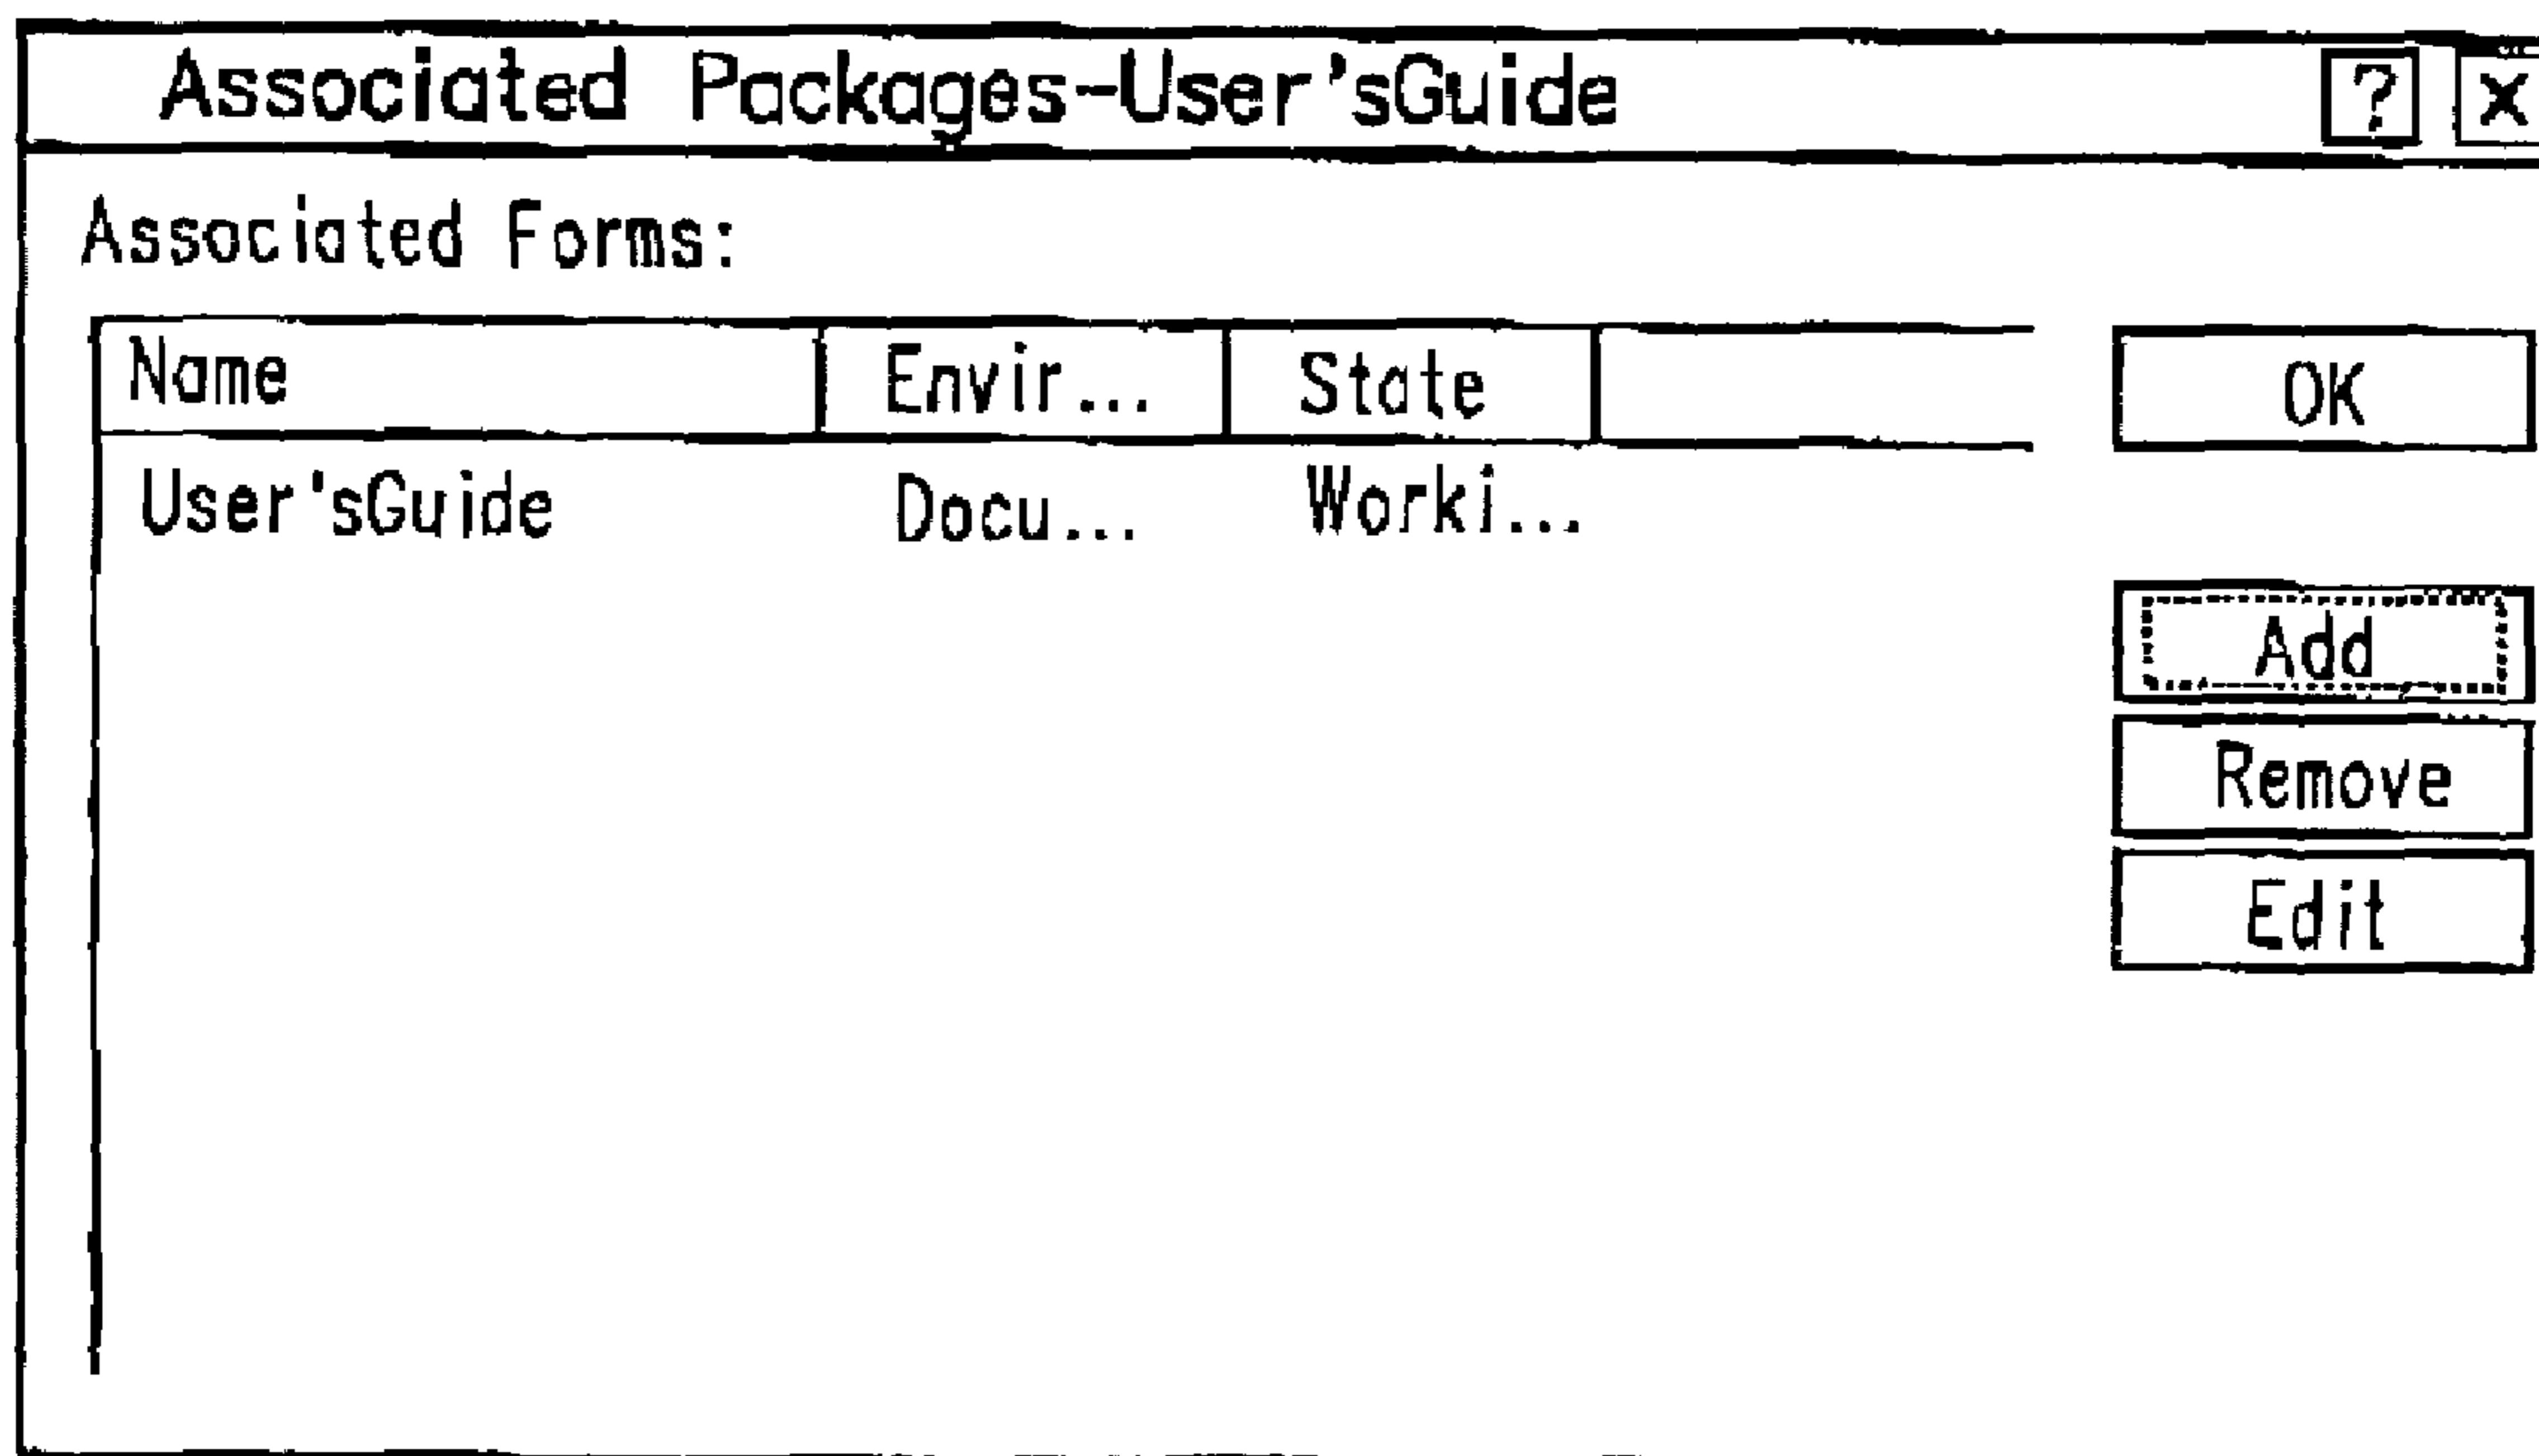 Associated Packages-User'sGuide ? X
Associated Forms:
Name Envir... State
User'sGuide Docu... Worki...
OK
Add
Remove
Edit